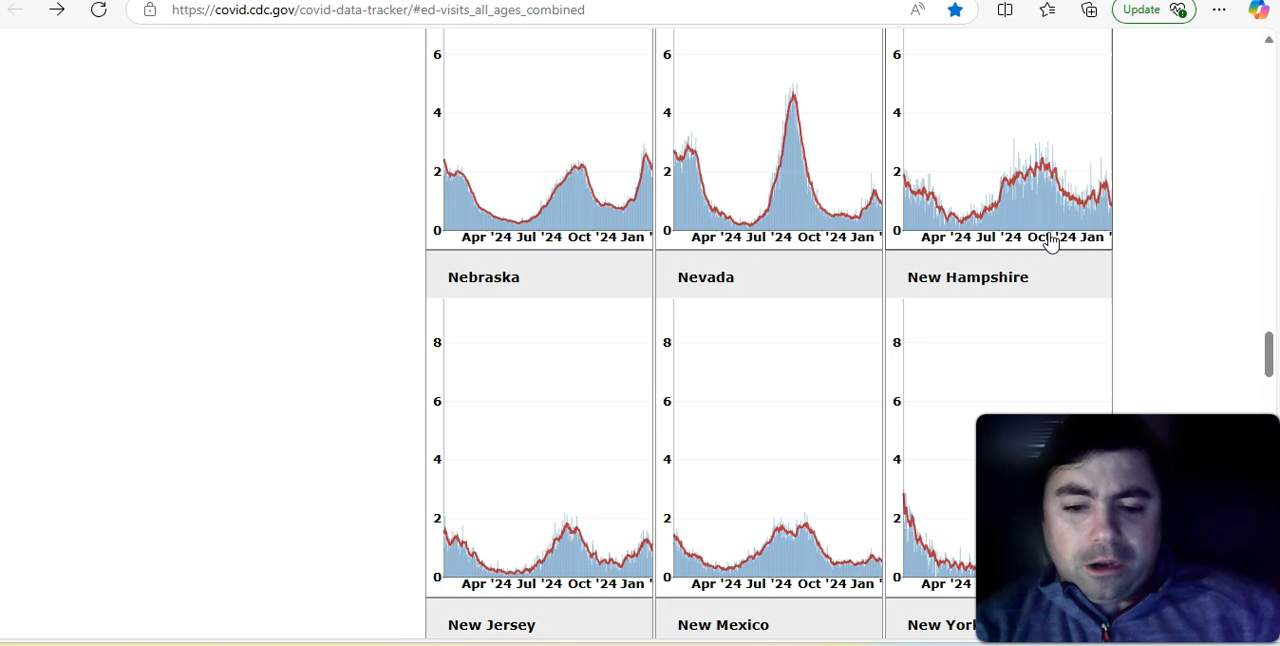 https://covid.cdc.gov/covid-data-tracker/#ed-visits_all_ages_combined
Update
6 6 6
4 4 4
2 2 2
0 0 0
Apr '24 Jul '24 Oct '24 Jan ' Apr '24 Jul '24 Oct '24 Jan ' Apr '24 Jul '24 Oct '24 Jan '
Nebraska Nevada New Hampshire
8 8 8
6 6 6
4 4 4
2 2 2
0 0 0
Apr '24 Jul '24 Oct '24 Jan ' Apr '24 Jul '24 Oct '24 Jan ' Apr '24
New Jersey New Mexico New York